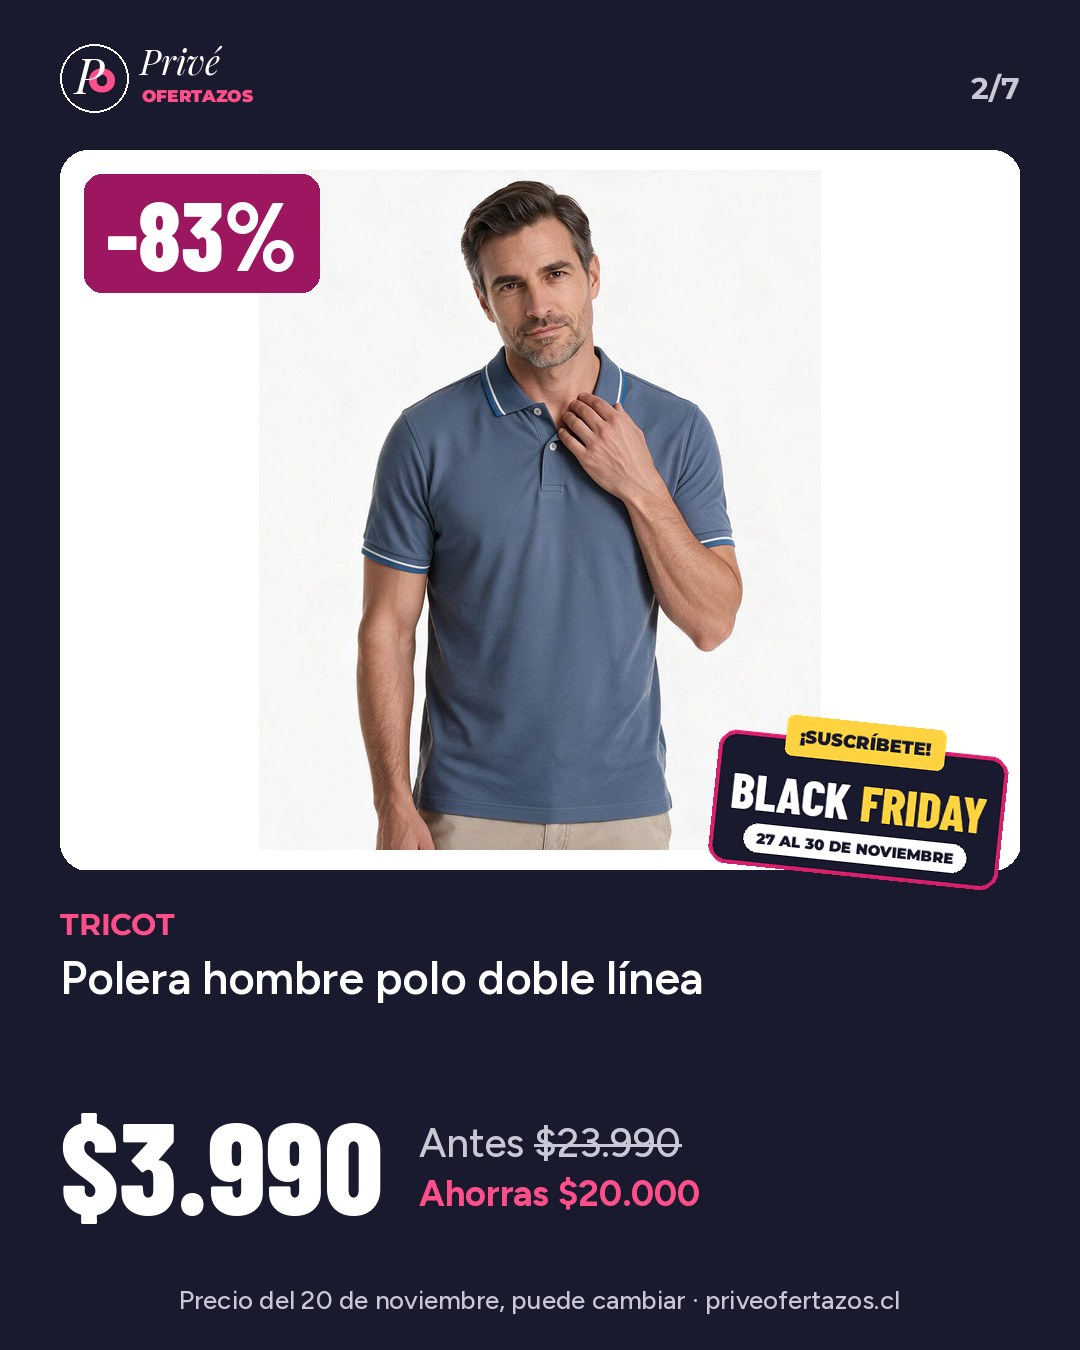 Privé
OFERTAZOS
2/7
-83%
¡SUSCRÍBETE!
BLACK FRIDAY
27 AL 30 DE NOVIEMBRE
TRICOT
Polera hombre polo doble línea
$3.990
Antes $23.990
Ahorras $20.000
Precio del 20 de noviembre, puede cambiar · priveofertazos.cl